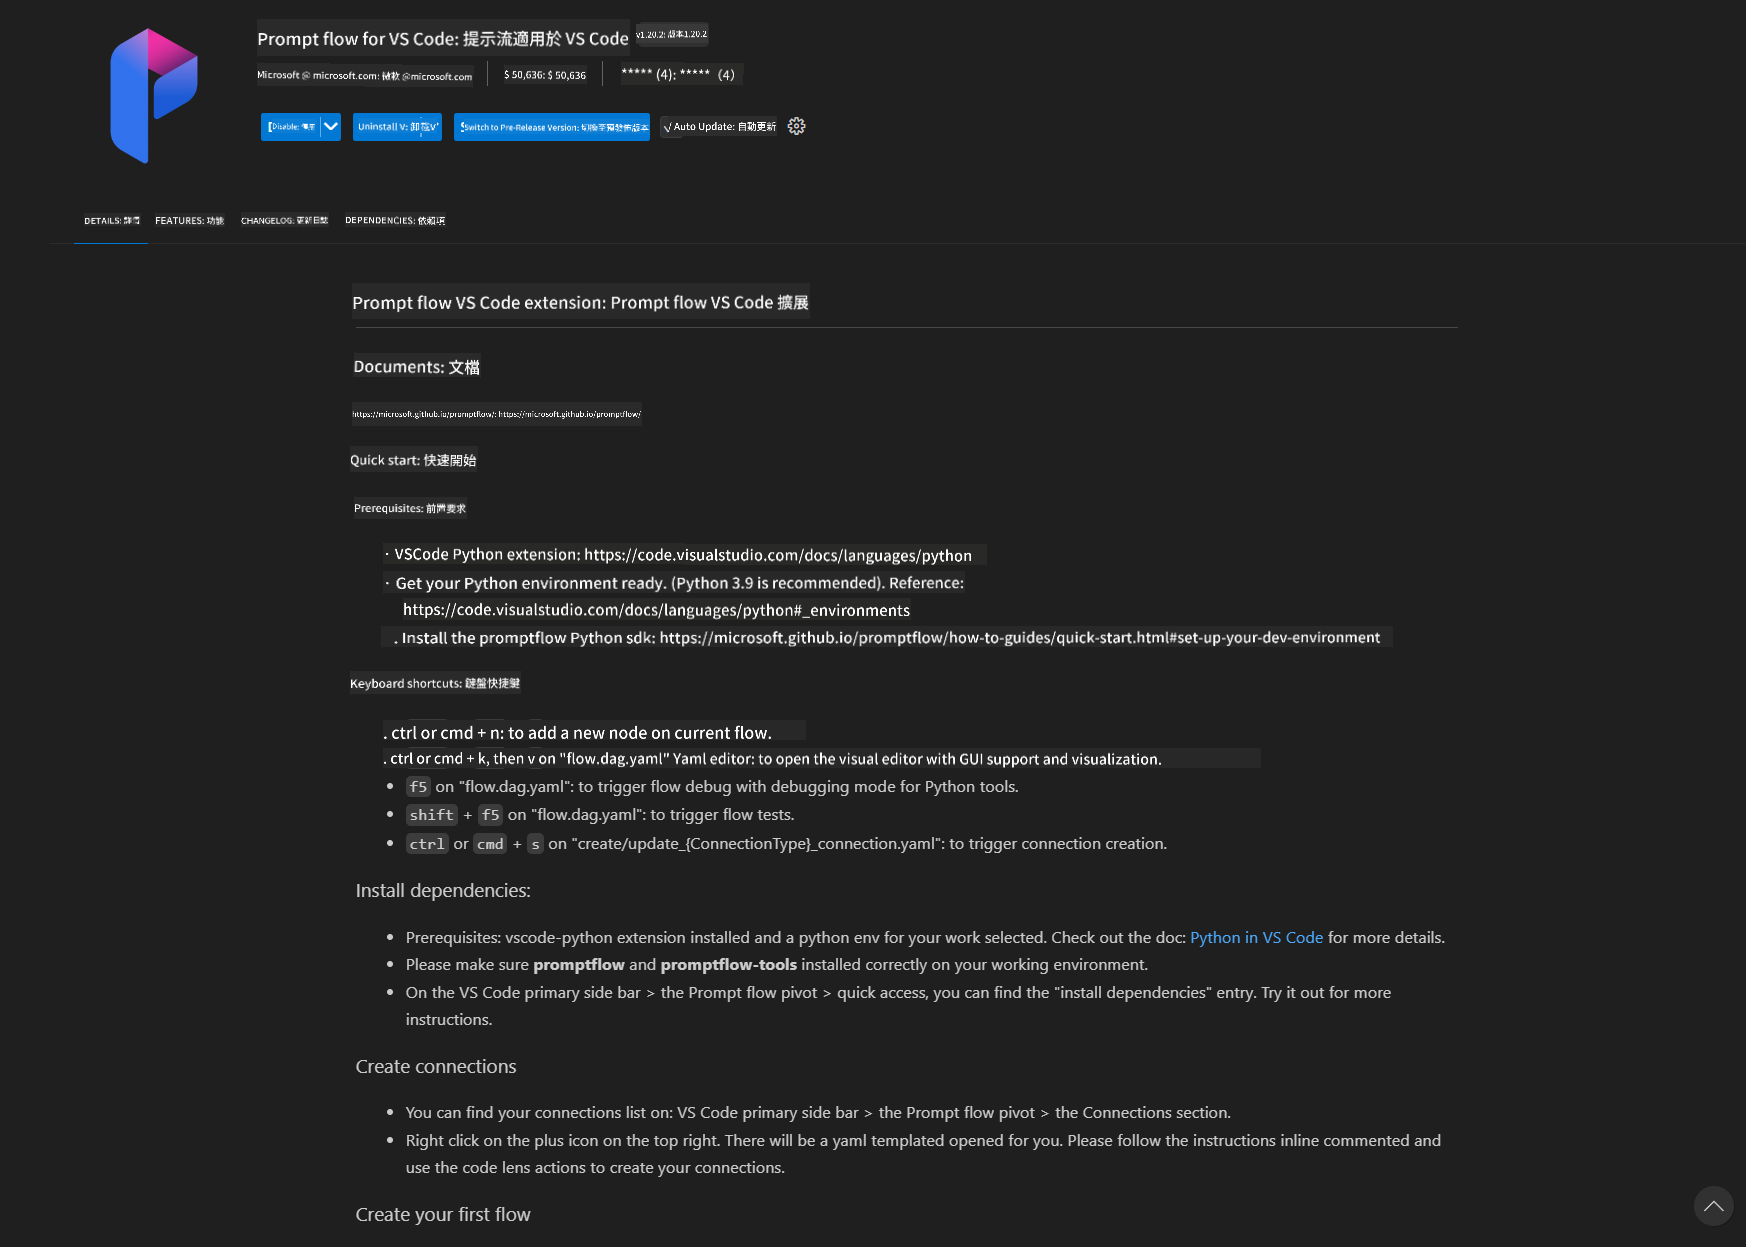 Prompt flow for VS Code: 提示流適用於 VS Code v1.20.2: 版本1.20.2
Microsoft @ microsoft.com: 微軟 @microsoft.com $ 50,636: $ 50,636 ***** (4): ***** (4)
Disable: Uninstall V: 卸載V' Switch to Pre-Release Version: 切換至預發佈版本 √ Auto Update: 自動更新
DETAILS: 詳情 FEATURES: 功能 CHANGELOG: 更新日誌 DEPENDENCIES: 依賴項
Prompt flow VS Code extension: Prompt flow VS Code 擴展
Documents: 文檔
https://microsoft.github.io/promptflow/: https://microsoft.github.io/promptflow/
Quick start: 快速開始
Prerequisites: 前置要求
· VSCode Python extension: https://code.visualstudio.com/docs/languages/python
· Get your Python environment ready. (Python 3.9 is recommended). Reference:
https://code.visualstudio.com/docs/languages/python#_environments
. Install the promptflow Python sdk: https://microsoft.github.io/promptflow/how-to-guides/quick-start.html#set-up-your-dev-environment
Keyboard shortcuts: 鍵盤快捷鍵
. ctrl or cmd + n: to add a new node on current flow.
. ctrl or cmd + k, then v on "flow.dag.yaml" Yaml editor: to open the visual editor with GUI support and visualization.
• f5 on "flow.dag.yaml": to trigger flow debug with debugging mode for Python tools.
• shift + f5 on "flow.dag.yaml": to trigger flow tests.
• ctrl or cmd + s on "create/update_{ConnectionType}_connection.yaml": to trigger connection creation.
Install dependencies:
• Prerequisites: vscode-python extension installed and a python env for your work selected. Check out the doc: Python in VS Code for more details.
• Please make sure promptflow and promptflow-tools installed correctly on your working environment.
• On the VS Code primary side bar > the Prompt flow pivot > quick access, you can find the "install dependencies" entry. Try it out for more
instructions.
Create connections
• You can find your connections list on: VS Code primary side bar > the Prompt flow pivot > the Connections section.
• Right click on the plus icon on the top right. There will be a yaml templated opened for you. Please follow the instructions inline commented and
use the code lens actions to create your connections.
Create your first flow